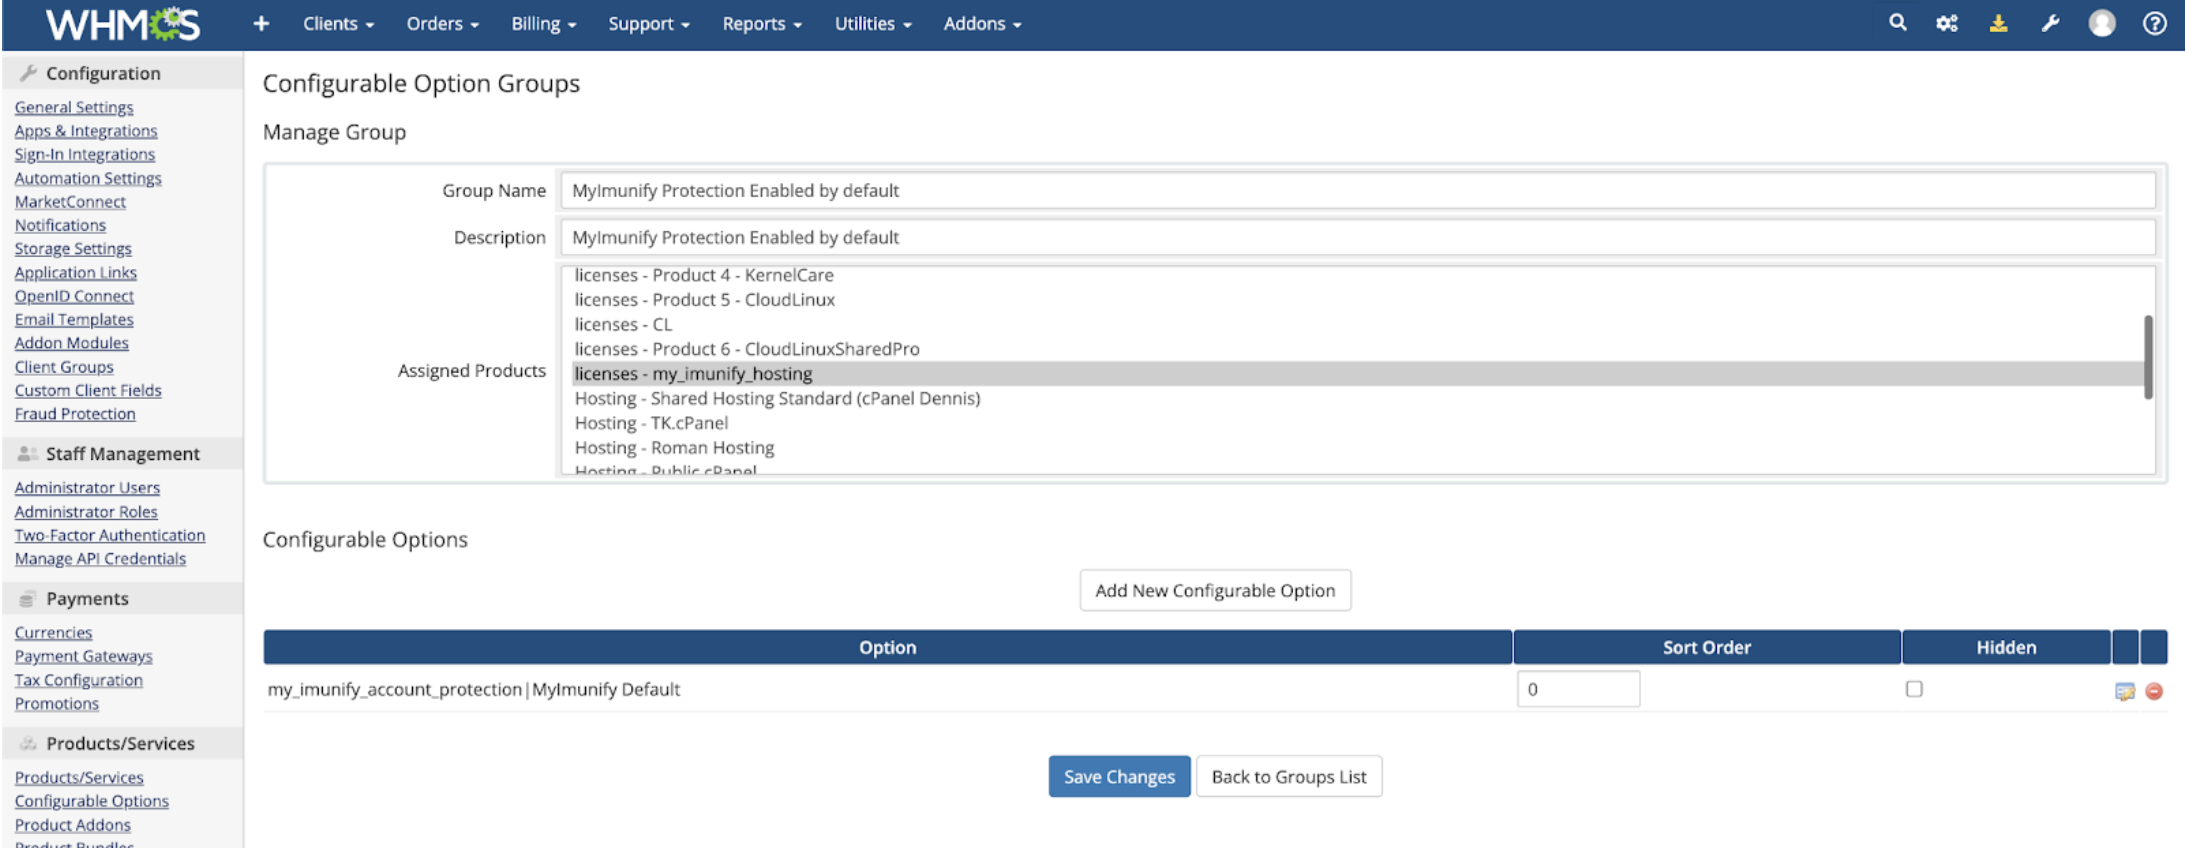 WHMCS
Clients
Orders
Billing
Support
Reports
Utilities
Addons
Configuration
General Settings
Apps & Integrations
Sign-In Integrations
Automation Settings
MarketConnect
Notifications
Storage Settings
Application Links
OpenID Connect
Email Templates
Addon Modules
Client Groups
Custom Client Fields
Fraud Protection
Staff Management
Administrator Users
Administrator Roles
Two-Factor Authentication
Manage API Credentials
Payments
Currencies
Payment Gateways
Tax Configuration
Promotions
Products/Services
Products/Services
Configurable Options
Product Addons
Product Bundles
Configurable Option Groups
Manage Group
Group Name
MyImunify Protection Enabled by default
Description
MyImunify Protection Enabled by default
Assigned Products
licenses - Product 4 - KernelCare
licenses - Product 5 - CloudLinux
licenses - CL
licenses - Product 6 - CloudLinuxSharedPro
licenses - my_imunify_hosting
Hosting - Shared Hosting Standard (cPanel Dennis)
Hosting - TK.cPanel
Hosting - Roman Hosting
Hosting - Public cPanel
Configurable Options
Add New Configurable Option
Option
Sort Order
Hidden
my_imunify_account_protection|MyImunify Default
0
Save Changes
Back to Groups List